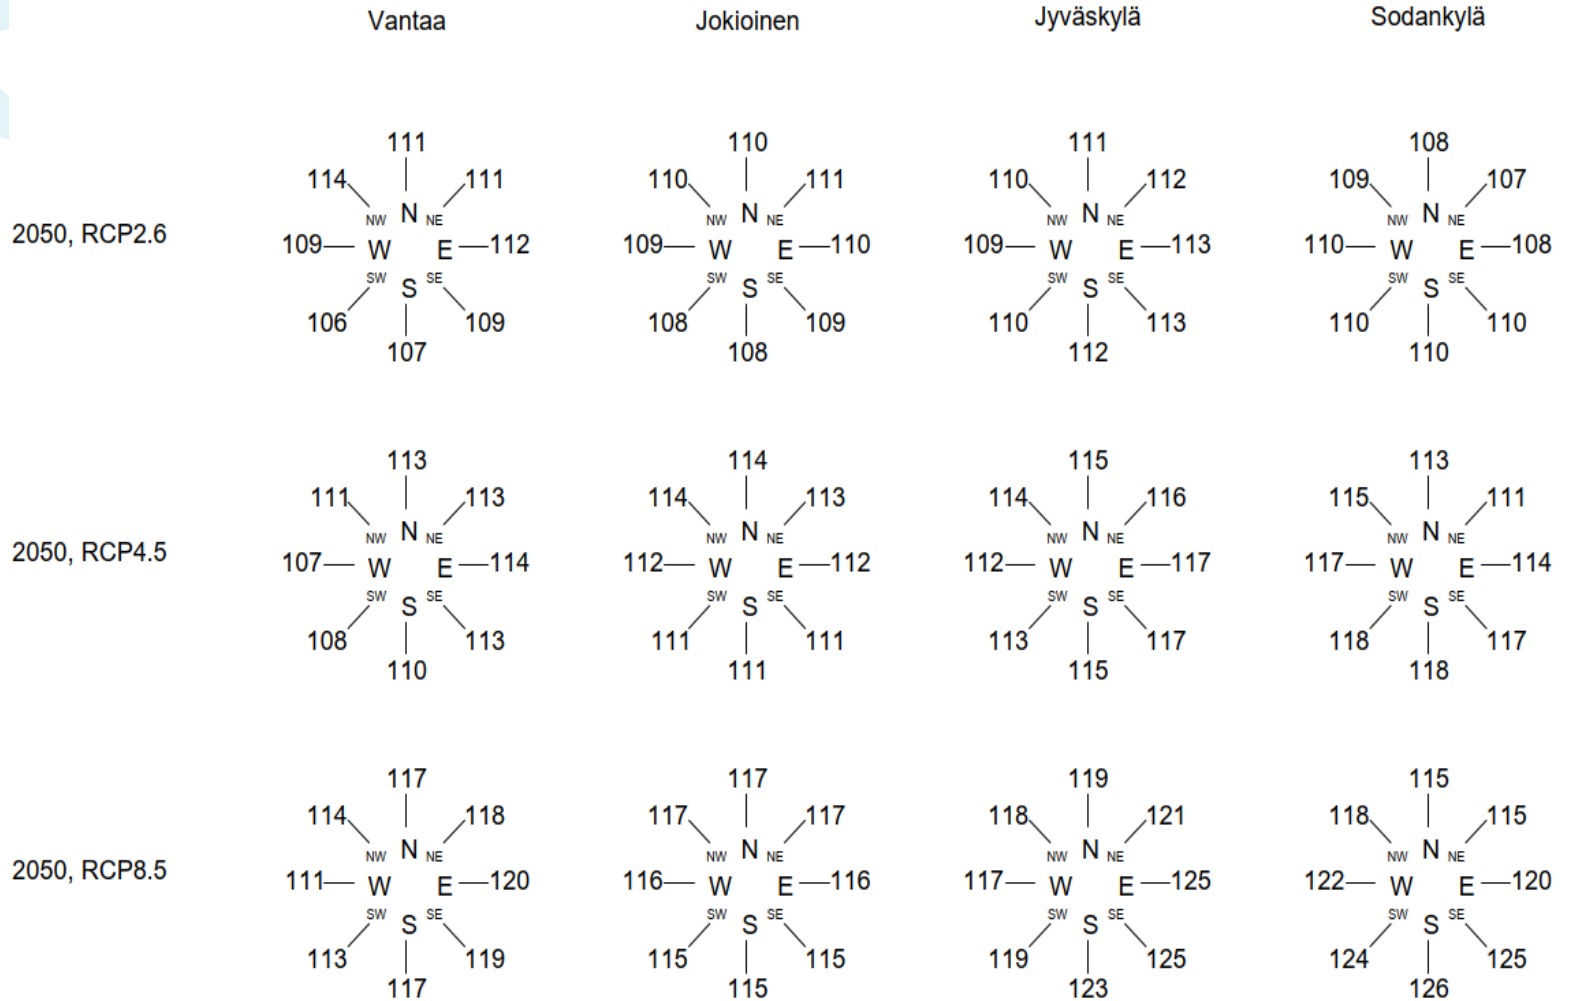 Vantaa Jokioinen Jyväskylä Sodankylä
111 110 111 108
114 111 110 111 110 112 109 107
N N N N
NW NE NW NE NW NE NW NE
2050, RCP2.6
109 W E 112 109 W E 110 109 W E 113 110 W E 108
SW SE SW SE SW SE SW SE
S S S S
106 109 108 109 110 113 110 110
107 108 112 110
113 114 115 113
111 113 114 113 114 116 115 111
N N N N
NW NE NW NE NW NE NW NE
2050, RCP4.5
107 W E 114 112 W E 112 112 W E 117 117 W E 114
SW SE SW SE SW SE SW SE
S S S S
108 113 111 111 113 117 118 117
110 111 115 118
117 117 119 115
114 118 117 117 118 121 118 115
N N N N
NW NE NW NE NW NE NW NE
2050, RCP8.5
111 W E 120 116 W E 116 117 W E 125 122 W E 120
SW SE SW SE SW SE SW SE
S S S S
113 119 115 115 119 125 124 125
117 115 123 126